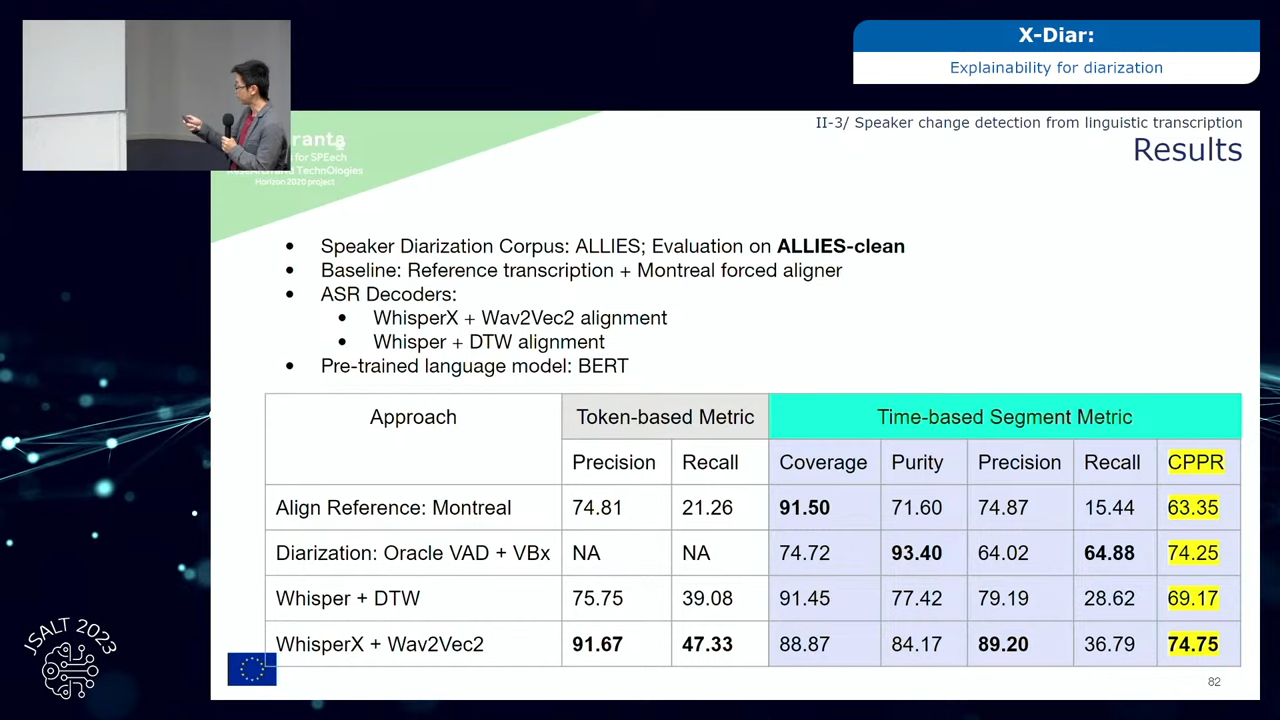 X-Diar:
Explainability for diarization
II-3/ Speaker change detection from linguistic transcription
Results
for SPEech
TechnOlogies
Horizon 2020 project
• Speaker Diarization Corpus: ALLIES; Evaluation on ALLIES-clean
• Baseline: Reference transcription + Montreal forced aligner
• ASR Decoders:
• WhisperX + Wav2Vec2 alignment
• Whisper + DTW alignment
• Pre-trained language model: BERT
Approach Token-based Metric Time-based Segment Metric
Precision Recall Coverage Purity Precision Recall CPPR
Align Reference: Montreal 74.81 21.26 91.50 71.60 74.87 15.44 63.35
Diarization: Oracle VAD + VBx NA NA 74.72 93.40 64.02 64.88 74.25
Whisper + DTW 75.75 39.08 91.45 77.42 79.19 28.62 69.17
WhisperX + Wav2Vec2 91.67 47.33 88.87 84.17 89.20 36.79 74.75
JSALT 2023
82